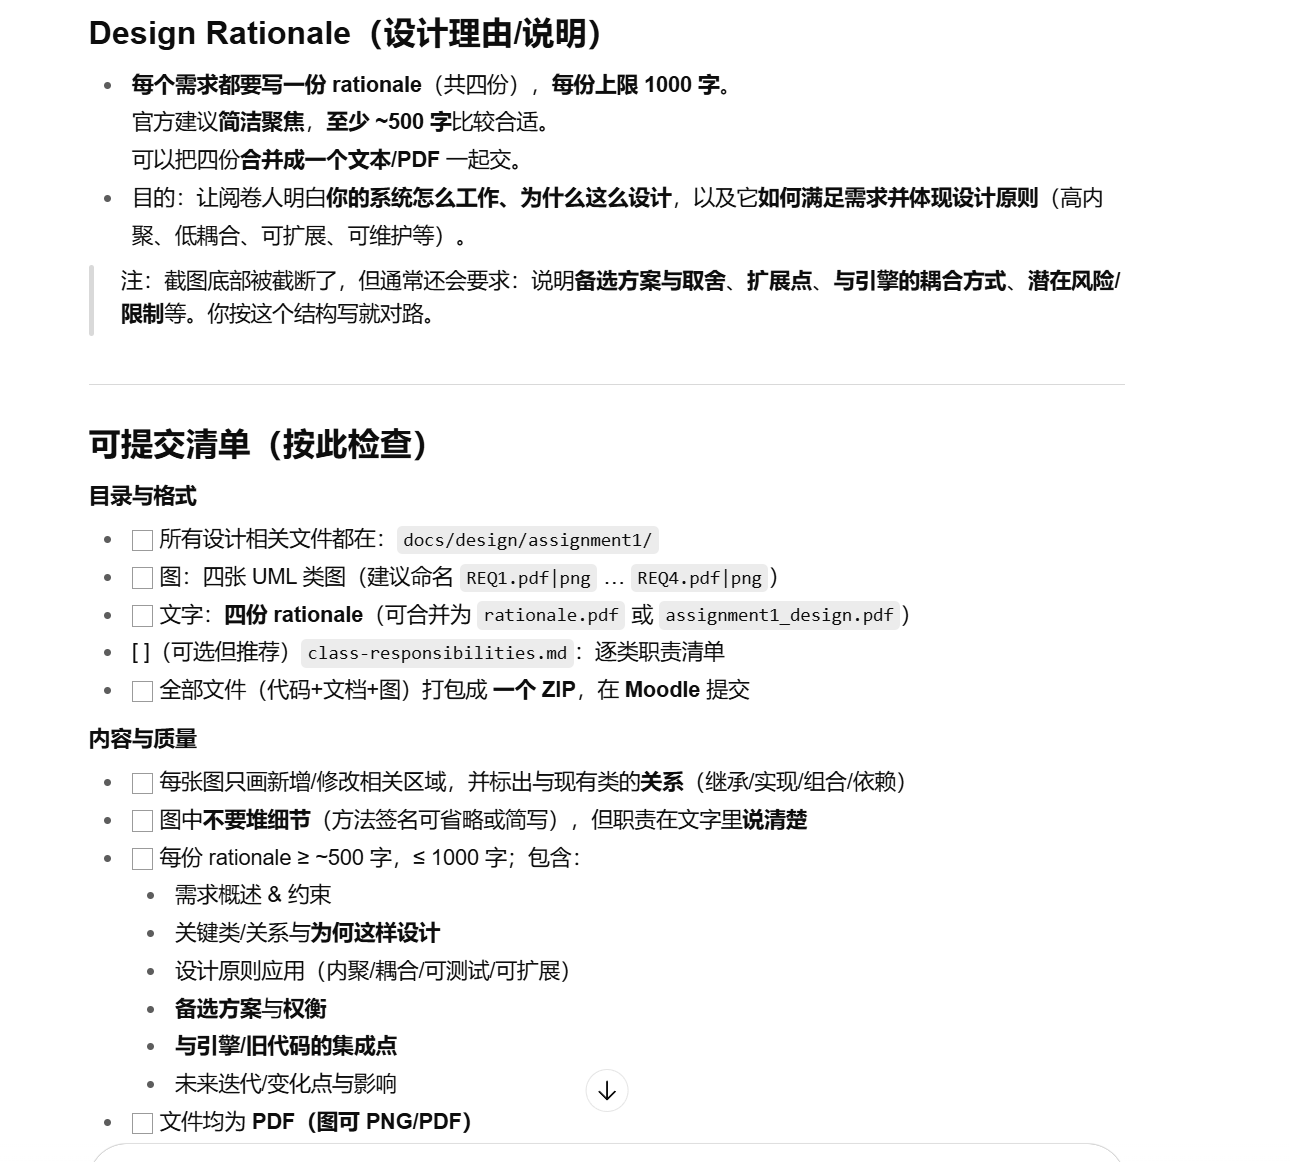 Design Rationale（设计理由/说明）
每个需求都要写一份 rationale（共四份），每份上限 1000 字。
官方建议简洁聚焦，至少 ~500 字比较合适。
可以把四份合并成一个文本/PDF 一起交。
目的：让阅卷人明白你的系统怎么工作、为什么这么设计，以及它如何满足需求并体现设计原则（高内
聚、低耦合、可扩展、可维护等）。
注：截图底部被截断了，但通常还会要求：说明备选方案与取舍、扩展点、与引擎的耦合方式、潜在风险/
限制等。你按这个结构写就对路。
可提交清单（按此检查）
目录与格式
所有设计相关文件都在：docs/design/assignment1/
图：四张 UML 类图（建议命名 REQ1.pdf|png … REQ4.pdf|png）
文字：四份 rationale（可合并为 rationale.pdf 或 assignment1_design.pdf）
[ ]（可选但推荐）class-responsibilities.md：逐类职责清单
全部文件（代码+文档+图）打包成 一个 ZIP，在 Moodle 提交
内容与质量
每张图只画新增/修改相关区域，并标出与现有类的关系（继承/实现/组合/依赖）
图中不要堆细节（方法签名可省略或简写），但职责在文字里说清楚
每份 rationale ≥ ~500 字，≤ 1000 字；包含：
需求概述 & 约束
关键类/关系与为何这样设计
设计原则应用（内聚/耦合/可测试/可扩展）
备选方案与权衡
与引擎/旧代码的集成点
未来迭代/变化点与影响
文件均为 PDF（图可 PNG/PDF）